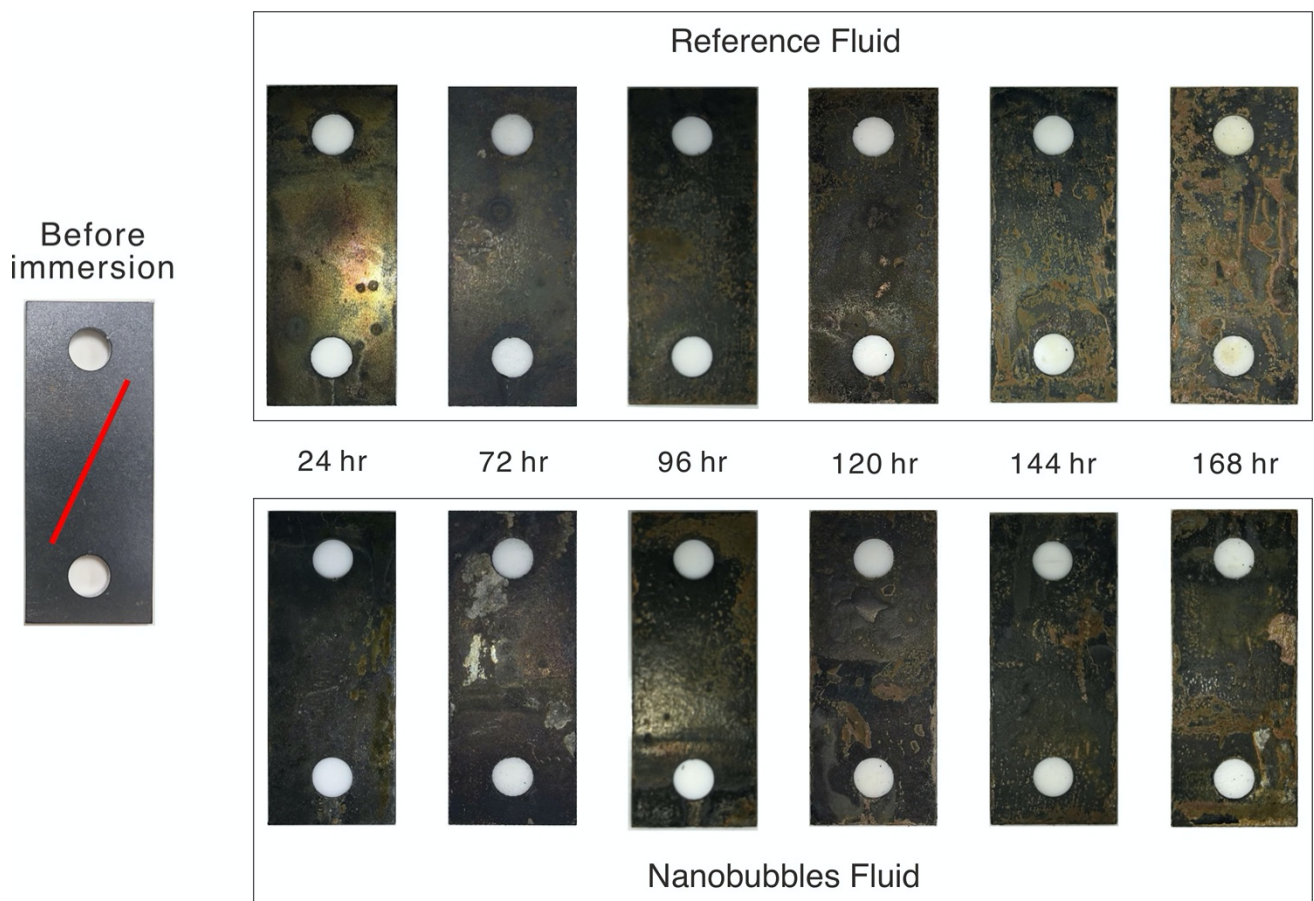 Reference Fluid
Before
immersion
24 hr
72 hr
96 hr
120 hr
144 hr
168 hr
Nanobubbles Fluid